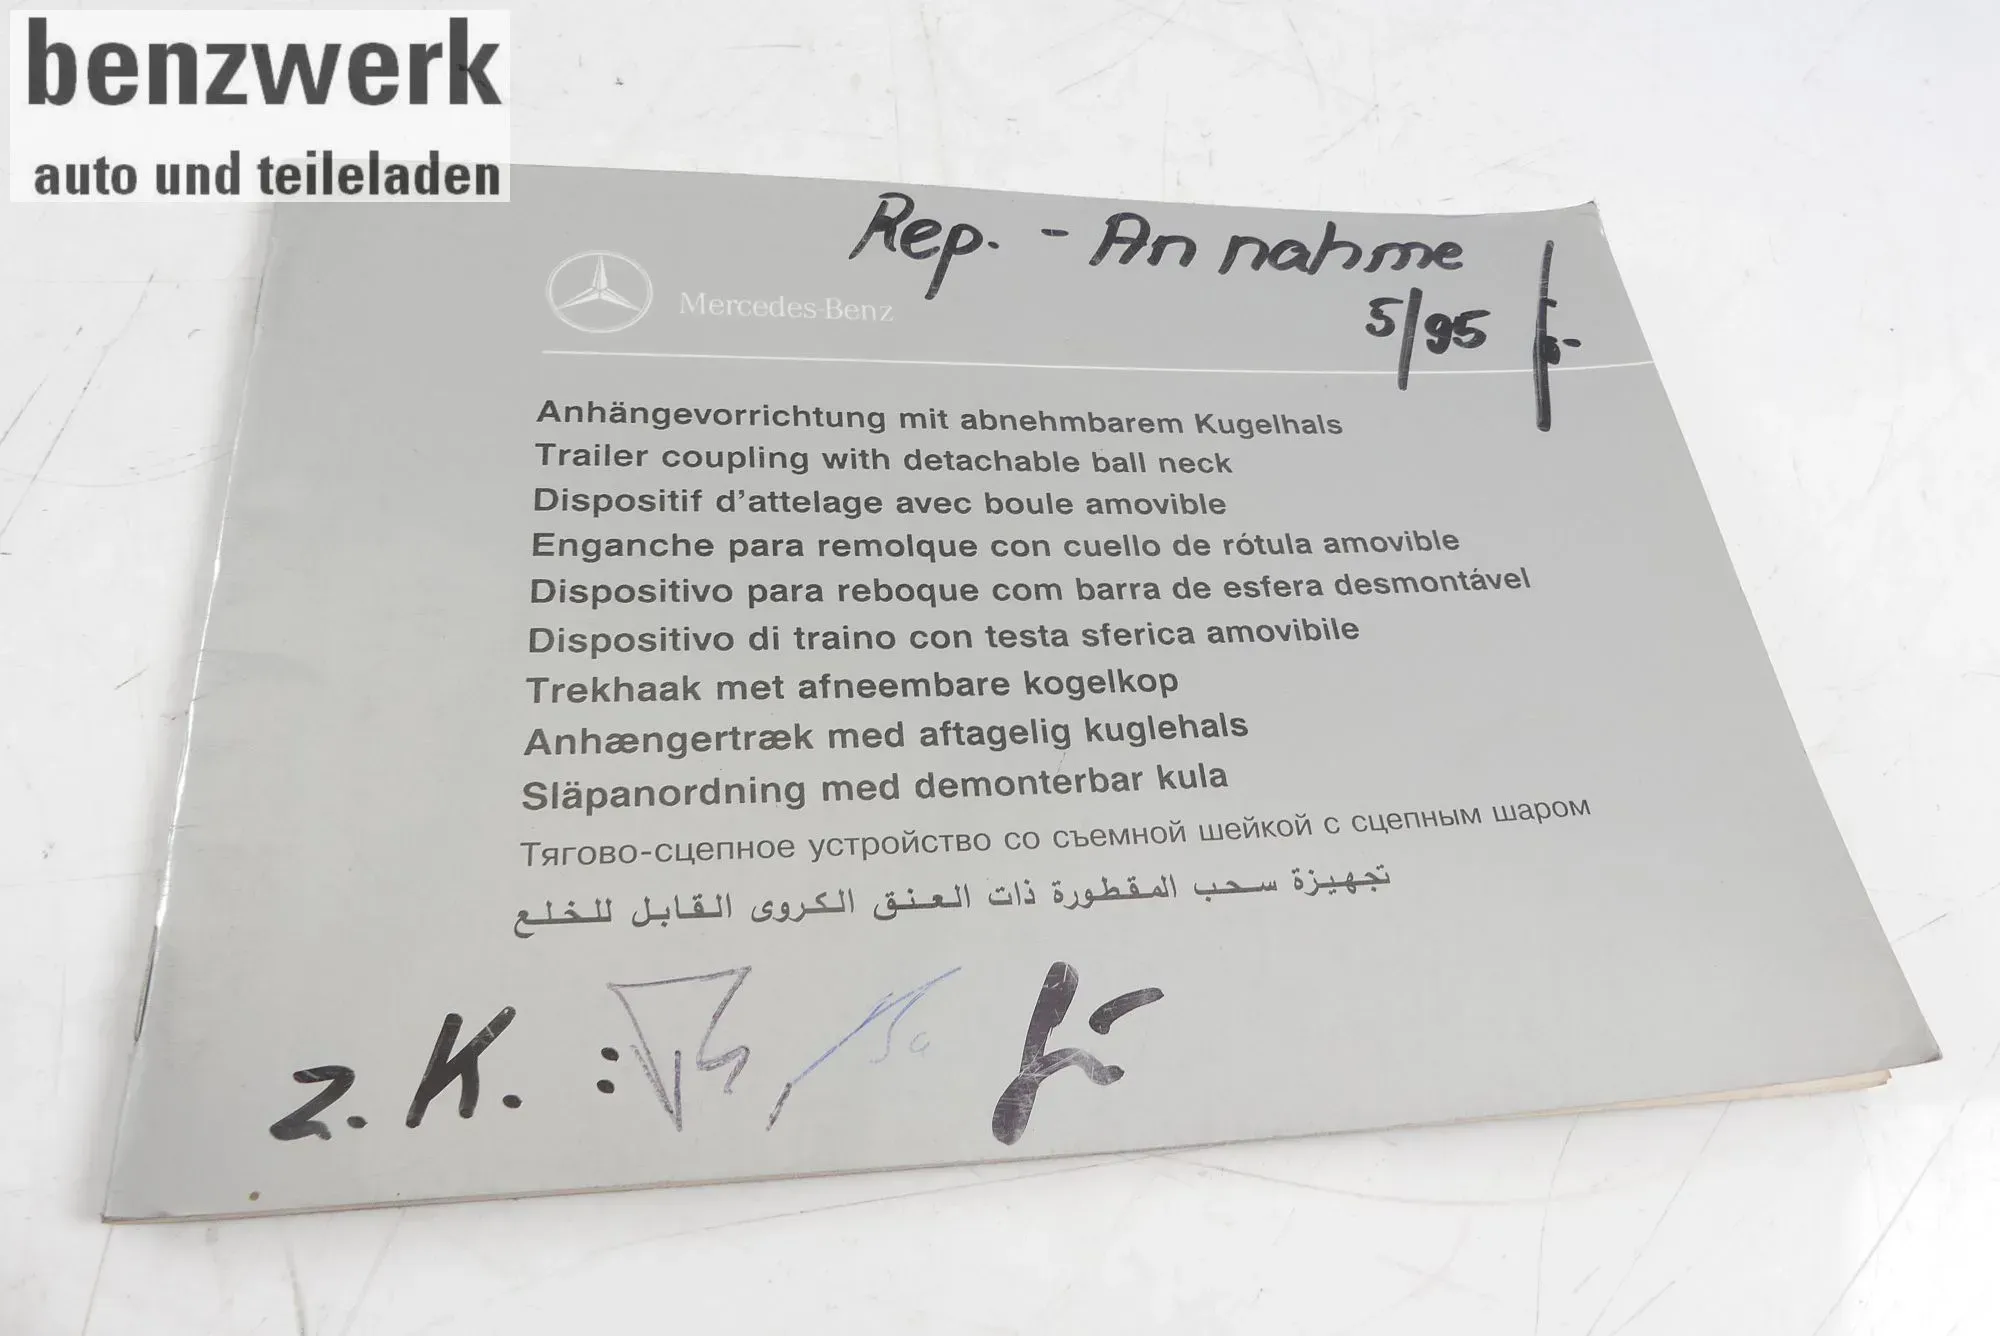 benzwerk
auto und teileladen
Rep. - Annahme
5/95
Mercedes-Benz
Anhängevorrichtung mit abnehmbarem Kugelhals
Trailer coupling with detachable ball neck
Dispositif d'attelage avec boule amovible
Enganche para remolque con cuello de rótula amovible
Dispositivo para reboque com barra de esfera desmontável
Dispositivo di traino con testa sferica amovibile
Trekhaak met afneembare kogelkop
Anhængertræk med aftagelig kuglehals
Släpanordning med demonterbar kula
Тягово-сцепное устройство со съемной шейкой с сцепным шаром
تجهيزة سحب المقطورة ذات العنق الكروى القابل للخلع
z. K. :